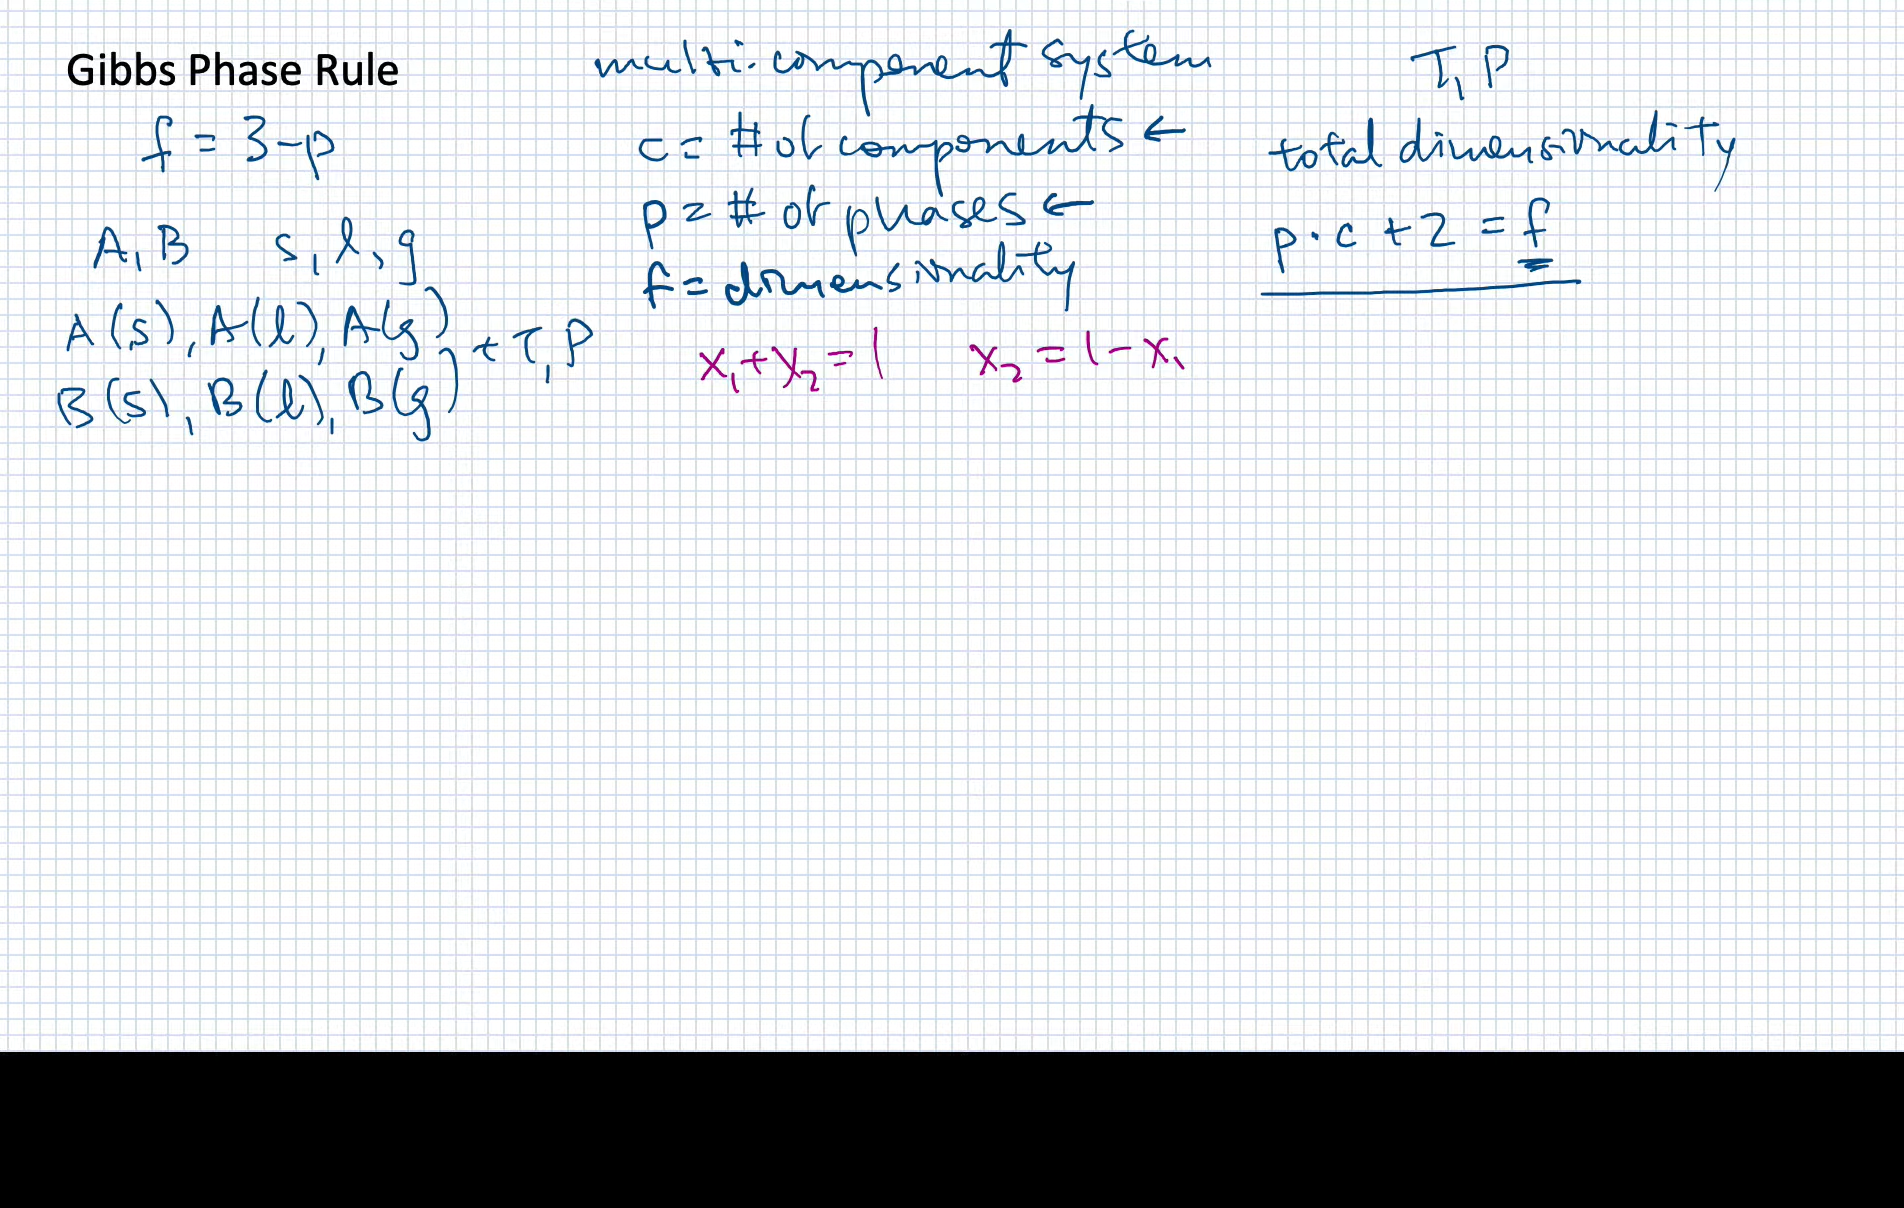 Gibbs Phase Rule
f = 3-p
A, B s, l, g
A(s), A(l), A(g)
B(s), B(l), B(g) + T, P
multi-component system
c = # of components ←
p = # of phases ←
f = dimensionality
x₁ + x₂ = 1 x₂ = 1 - x₁
T, P
total dimensionality
p · c + 2 = f